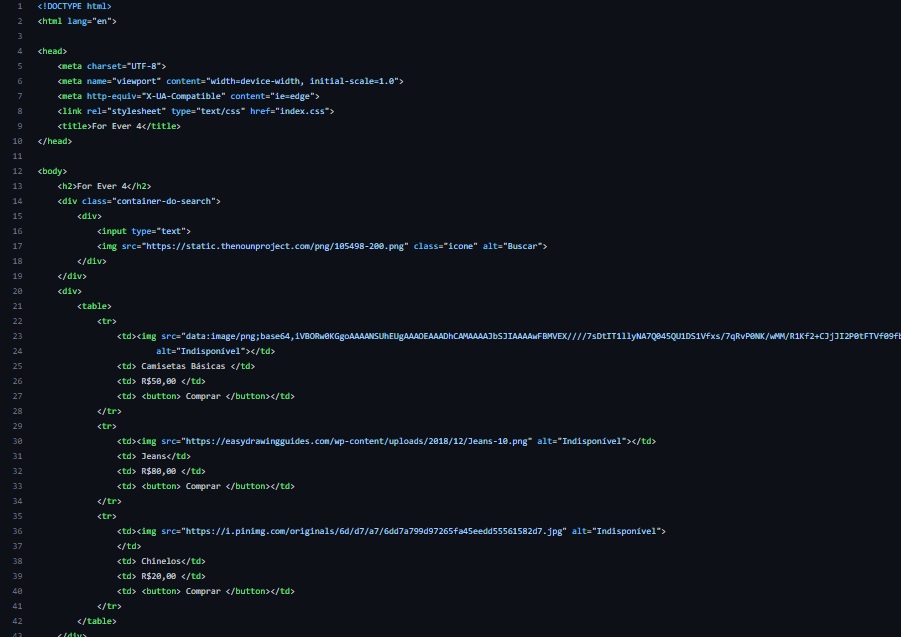 1 <!DOCTYPE html>
2 <html lang="en">
3
4 <head>
5 <meta charset="UTF-8">
6 <meta name="viewport" content="width=device-width, initial-scale=1.0">
7 <meta http-equiv="X-UA-Compatible" content="ie=edge">
8 <link rel="stylesheet" type="text/css" href="index.css">
9 <title>For Ever 4</title>
10 </head>
11
12 <body>
13 <h2>For Ever 4</h2>
14 <div class="container-do-search">
15 <div>
16 <input type="text">
17 <img src="https://static.thenounproject.com/png/105498-200.png" class="icone" alt="Buscar">
18 </div>
19 </div>
20 <div>
21 <table>
22 <tr>
23 <td><img src="data:image/png;base64,
24 alt="Indisponível"></td>
25 <td> Camisetas Básicas </td>
26 <td> R$50,00 </td>
27 <td> <button> Comprar </button></td>
28 </tr>
29 <tr>
30 <td><img src="https://easydrawingguides.com/wp-content/uploads/2018/12/Jeans-10.png" alt="Indisponível"></td>
31 <td> Jeans</td>
32 <td> R$80,00 </td>
33 <td> <button> Comprar </button></td>
34 </tr>
35 <tr>
36 <td><img src="https://i.pinimg.com/originals/6d/d7/a7/6dd7a799d97265fa45eedd55561582d7.jpg" alt="Indisponível">
37 </td>
38 <td> Chinelos</td>
39 <td> R$20,00 </td>
40 <td> <button> Comprar </button></td>
41 </tr>
42 </table>
43 </div>